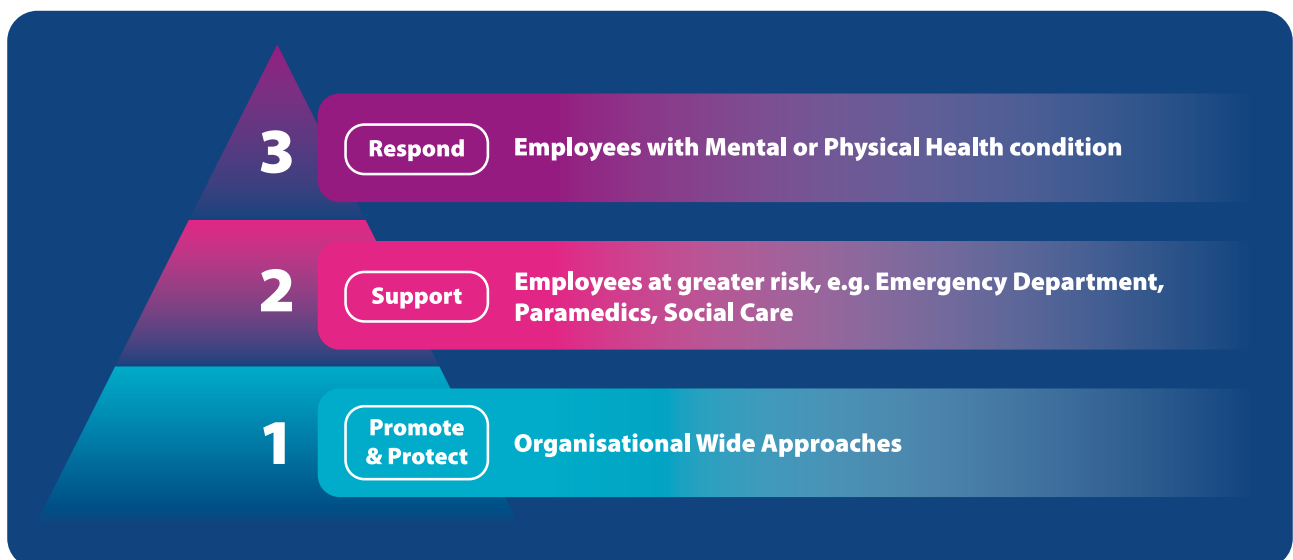 3
Respond
Employees with Mental or Physical Health condition
2
Support
Employees at greater risk, e.g. Emergency Department,
Paramedics, Social Care
1
Promote
& Protect
Organisational Wide Approaches